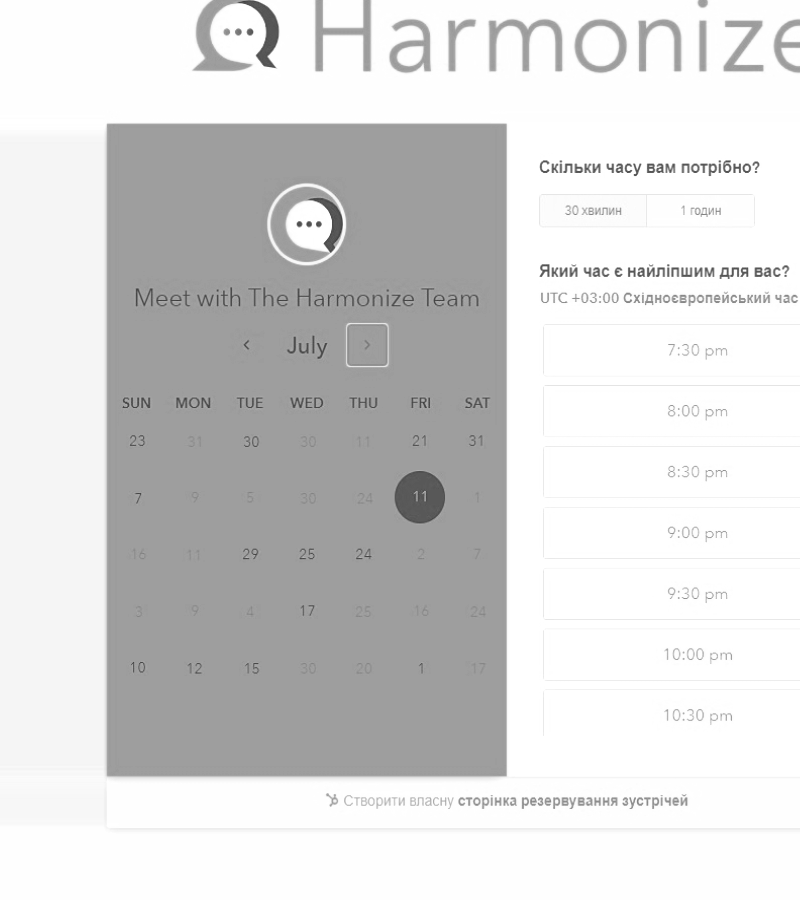 Harmonize
Meet with The Harmonize Team
July
SUN MON TUE WED THU FRI SAT
23 31 30 30 11 21 31
7 9 5 30 24 11 1
16 11 29 25 24 2 7
3 9 4 17 25 16 24
10 12 15 30 20 1 17
Скільки часу вам потрібно?
30 хвилин 1 годин
Який час є найліпшим для вас?
UTC +03:00 Східноєвропейський час
7:30 pm
8:00 pm
8:30 pm
9:00 pm
9:30 pm
10:00 pm
10:30 pm
Створити власну сторінка резервування зустрічей